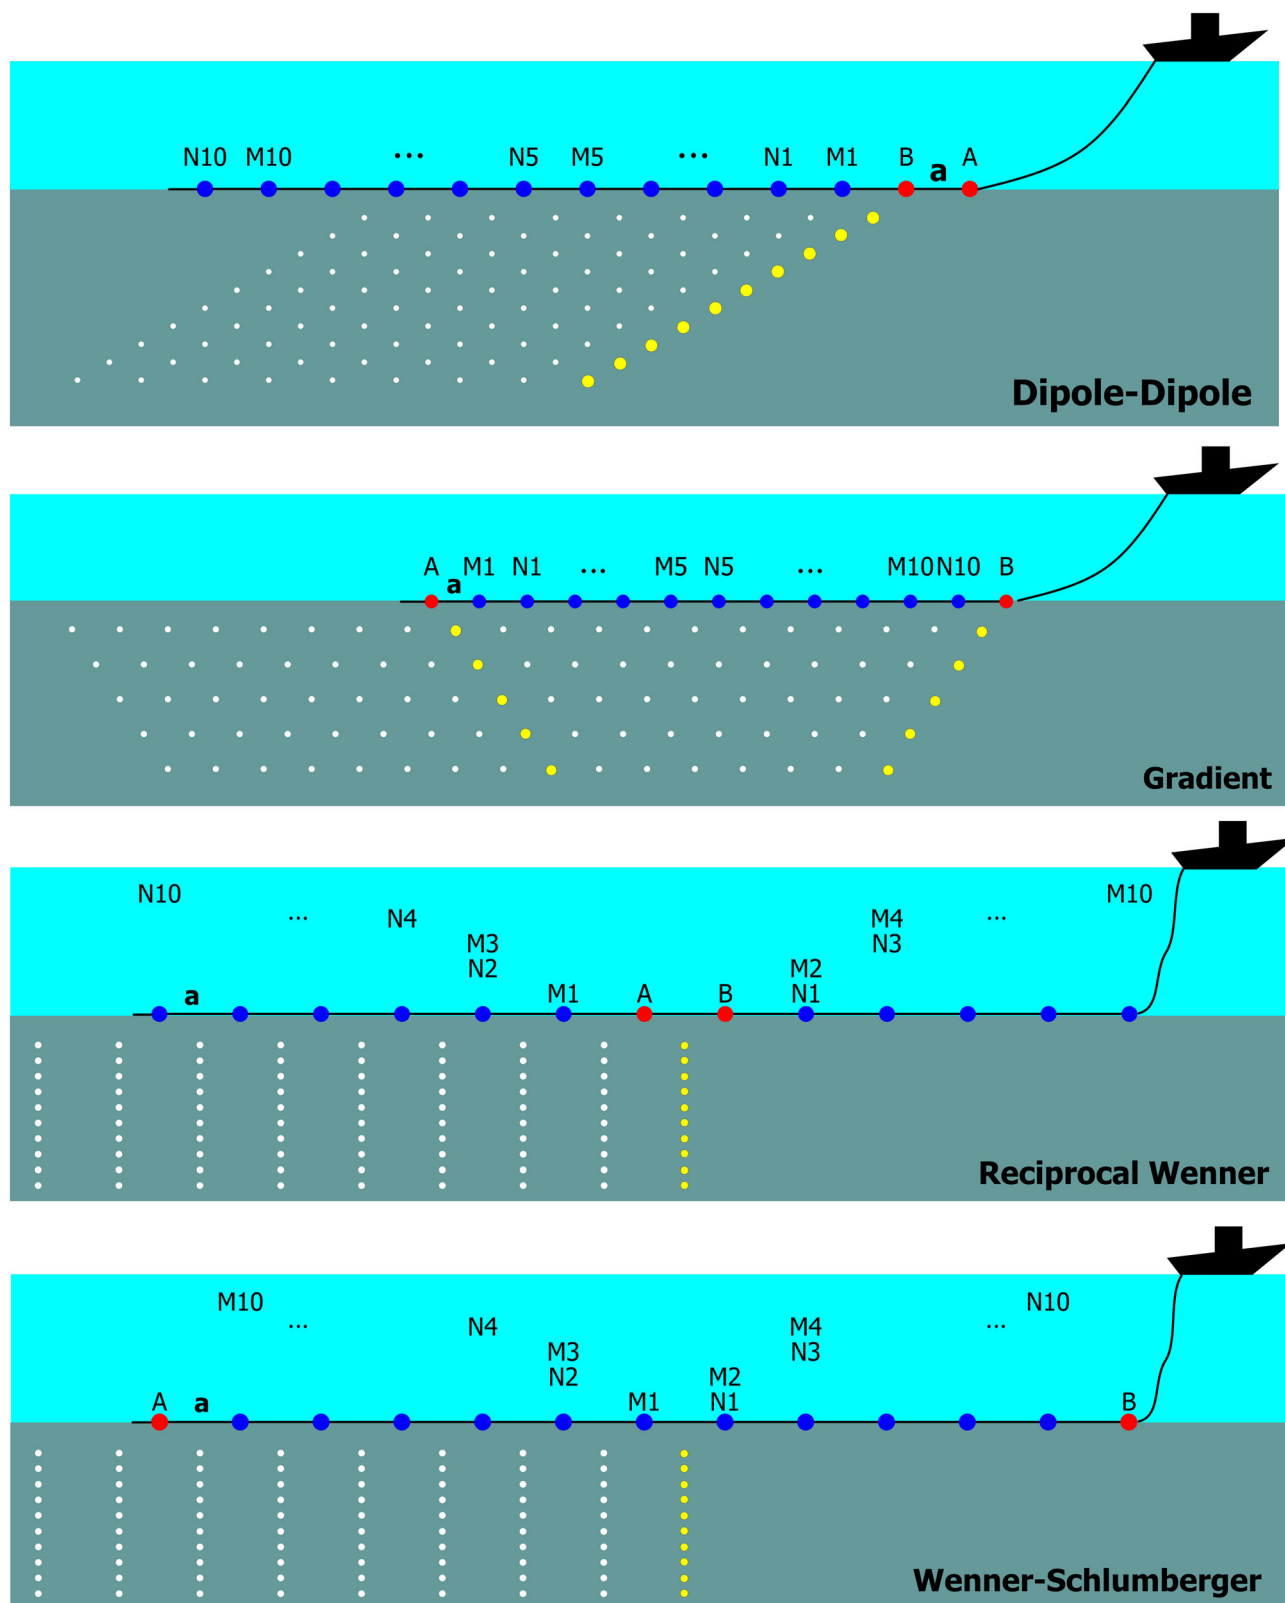 N10 M10 ... N5 M5 ... N1 M1 B a A
Dipole-Dipole
A a M1 N1 ... M5 N5 ... M10 N10 B
Gradient
N10 M10
... N4 M4 ...
M3 N3
N2 M2
a M1 A B N1
Reciprocal Wenner
M10 N10
... N4 M4 ...
M3 N3
N2 M2
A a M1 N1 B
Wenner-Schlumberger